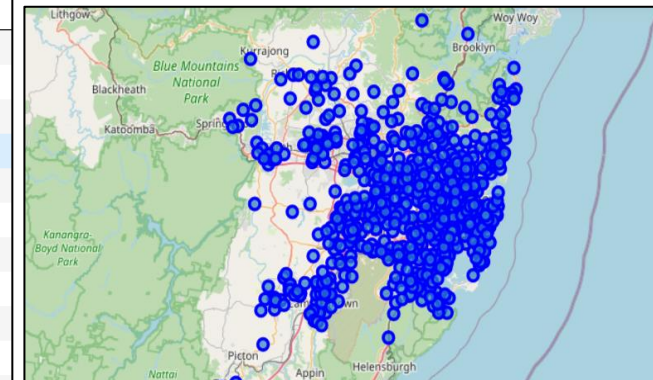 Lithgow
Woy Woy
Kurrajong
Brooklyn
Blue Mountains
National
Park
Blackheath
Katoomba
Spring
Kanangra-
Boyd National
Park
Picton
Nattai
Appin
Helensburgh